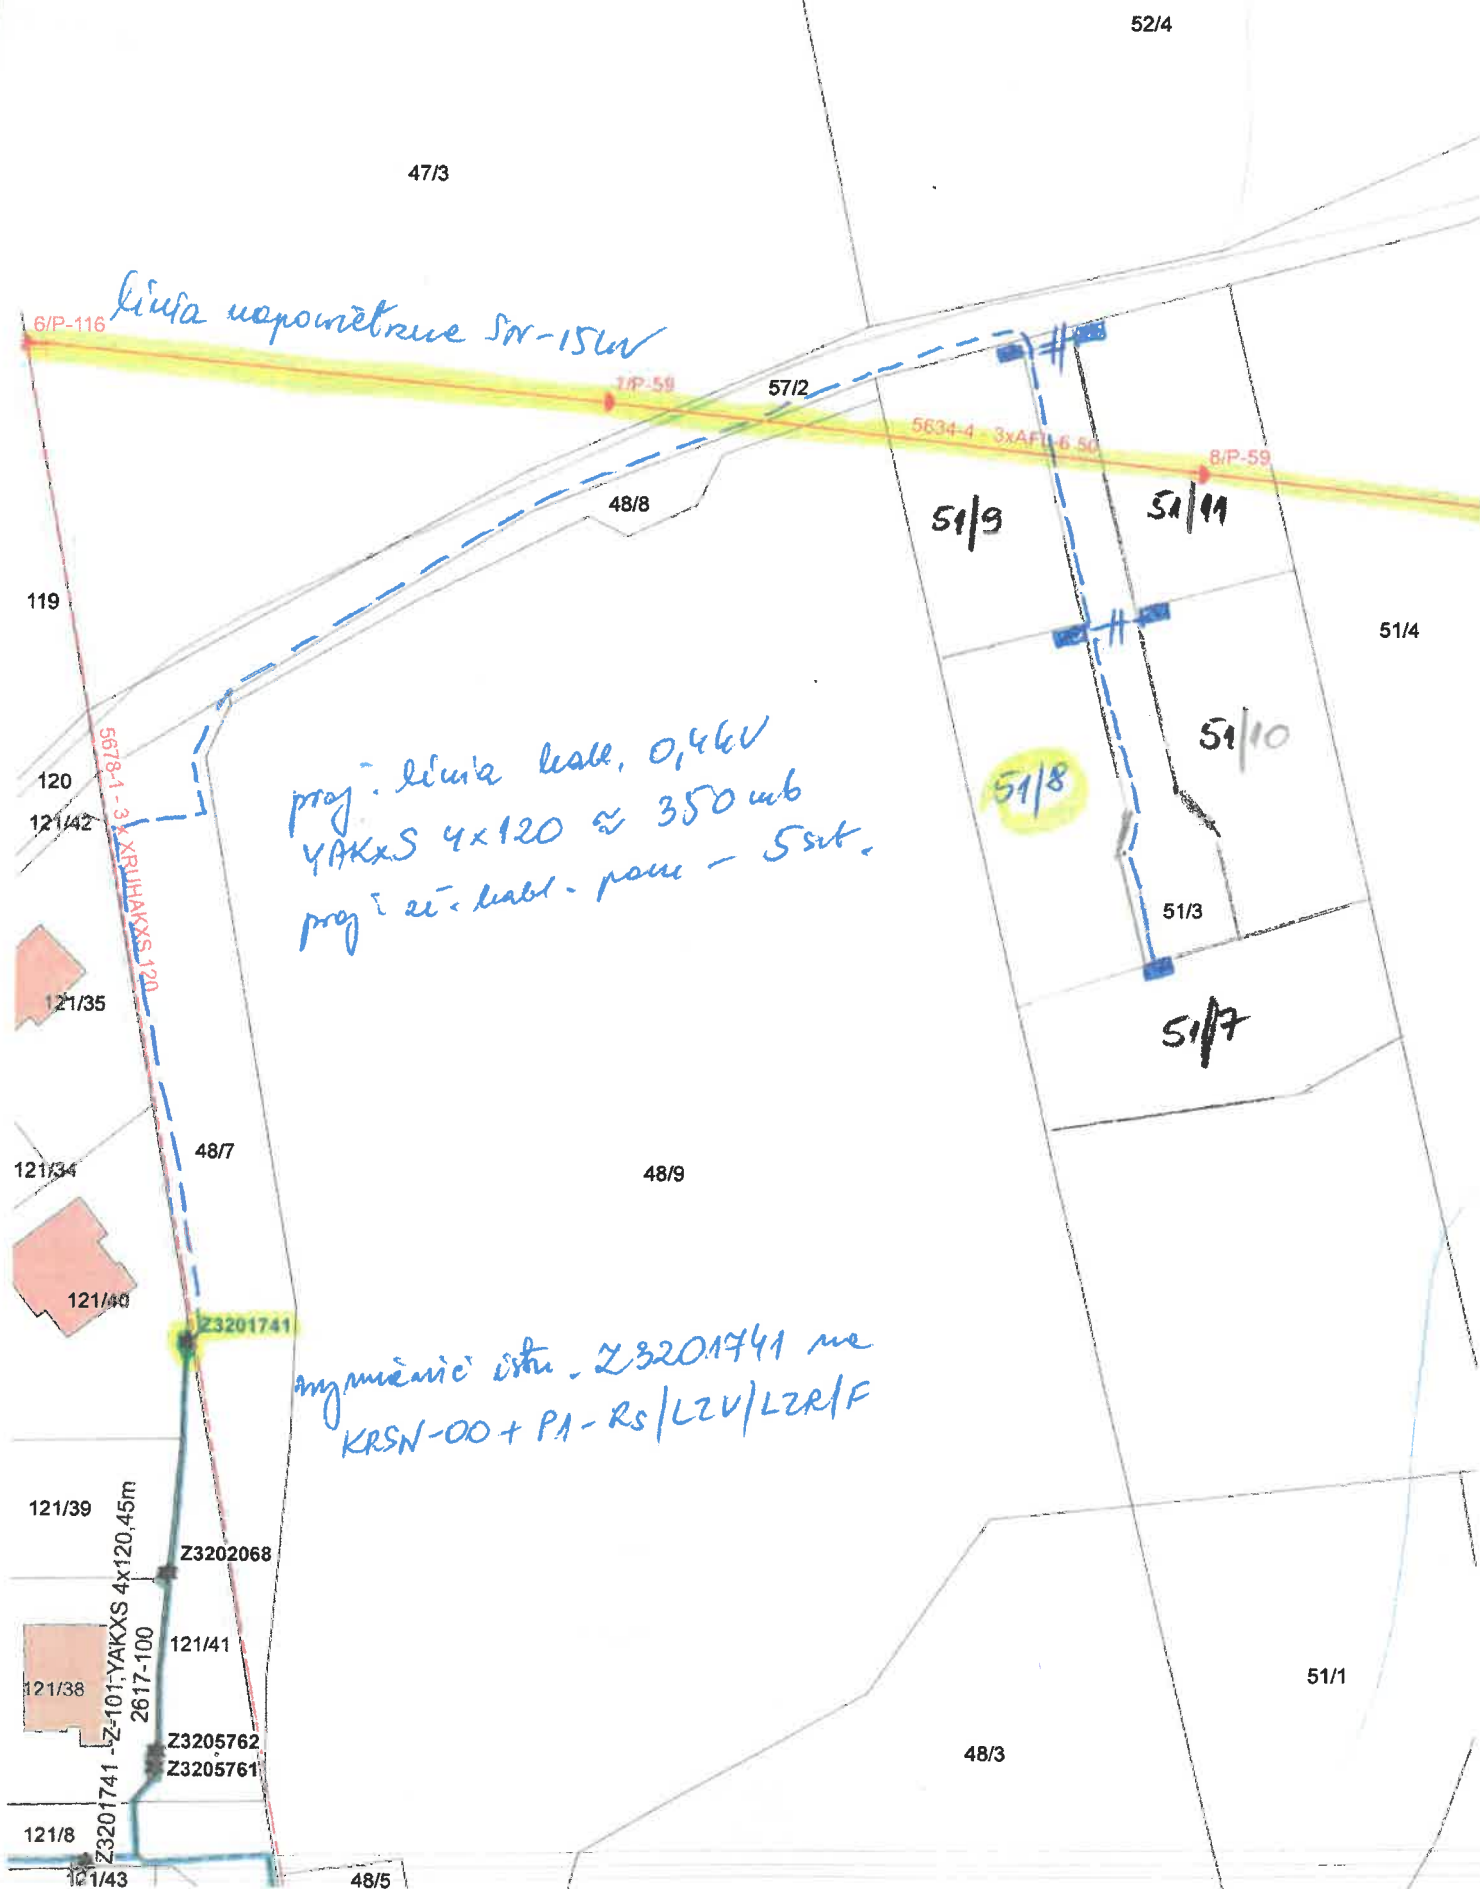 52/4
47/3
linia napowietrzne SN-15kV
6/P-116
7/P-59
57/2
5634-4 - 3xAFL-6 50
8/P-59
48/8
51/9
51/11
119
51/4
5678-1 - 3 x XRUHAKXS 120
120
121/42
proj. linia kabl. 0,4kV
YAKxS 4x120 ≈ 350 mb
proj. zł. kabl. - pom - 5 szt.
51/10
51/8
51/3
121/35
51/7
48/7
121/34
48/9
121/40
Z3201741
wymienić istn. Z3201741 na
KRSN-00 + P1-RS/LZV/LZR/F
121/39
Z3202068
Z3201741 - Z-101,YAKXS 4x120,45m
2617-100
121/41
121/38
51/1
Z3205762
Z3205761
48/3
121/8
121/43
48/5